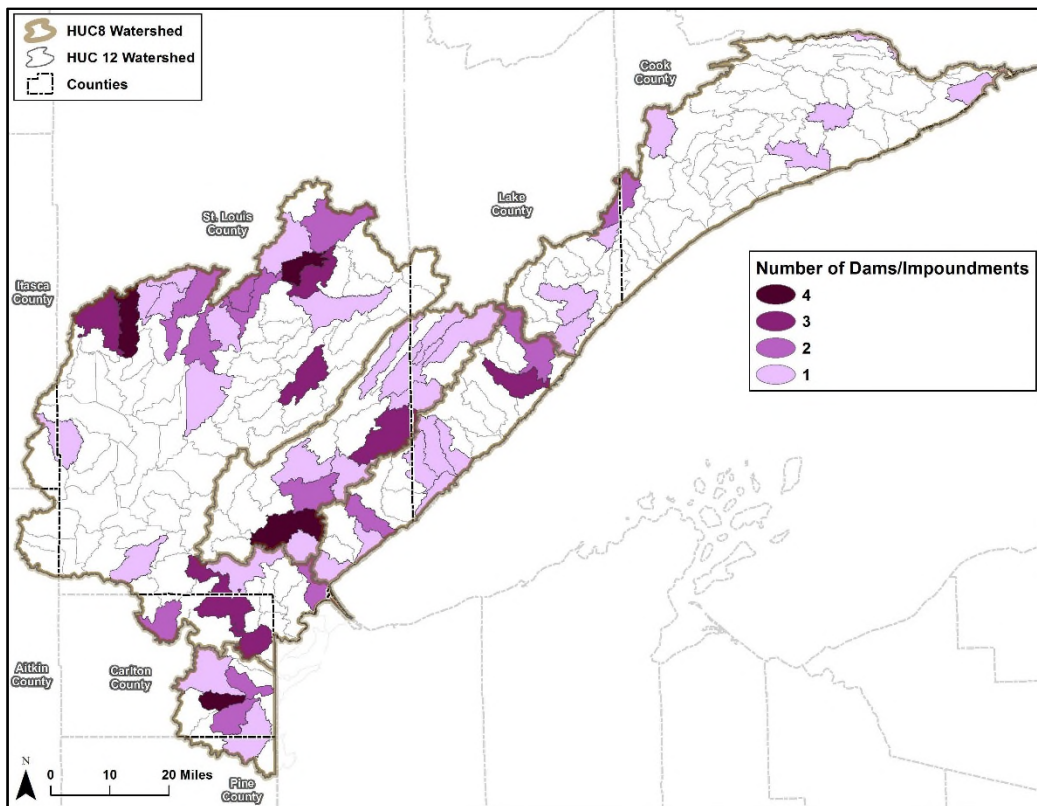 HUC8 Watershed
HUC 12 Watershed
Counties
Cook
County
Lake
County
St. Louis
County
Itasca
County
Number of Dams/Impoundments
4
3
2
1
Aitkin
County
Carlton
County
Pine
County
N
0 10 20 Miles